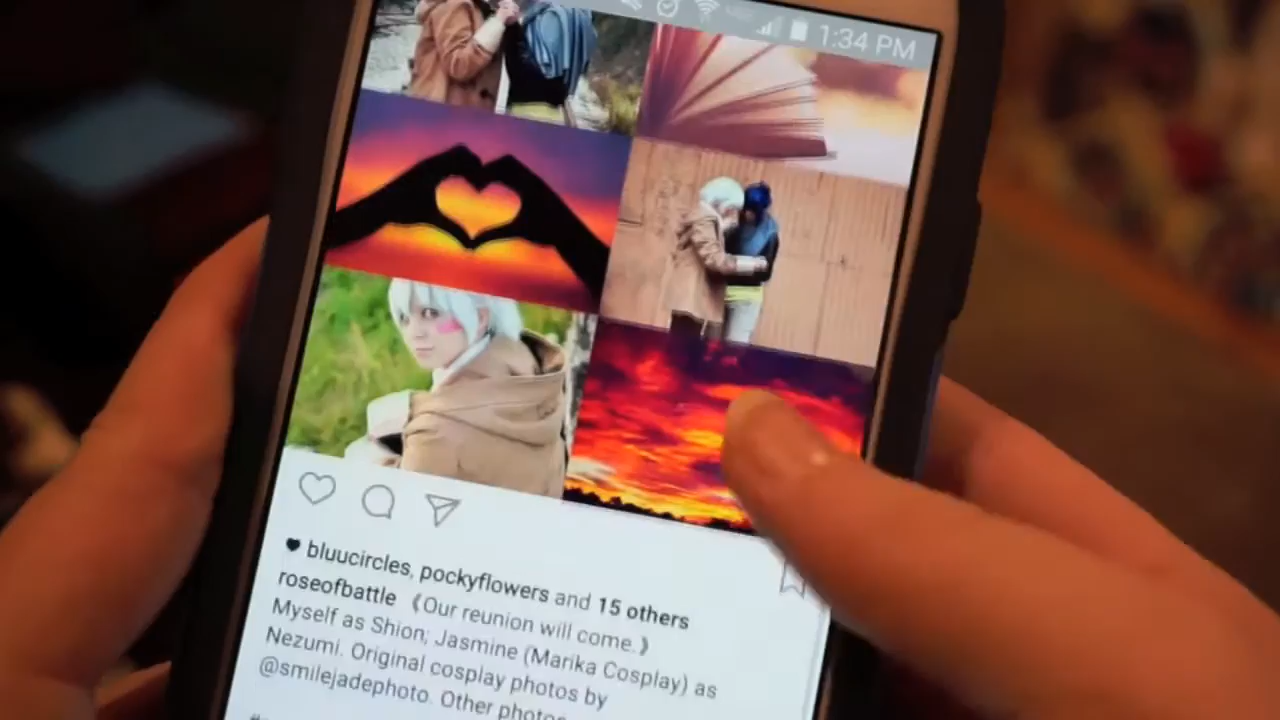 1:34 PM
bluucircles, pockyflowers and 15 others
roseofbattle 《Our reunion will come.》
Myself as Shion; Jasmine (Marika Cosplay) as
Nezumi. Original cosplay photos by
@smilejadephoto. Other photos